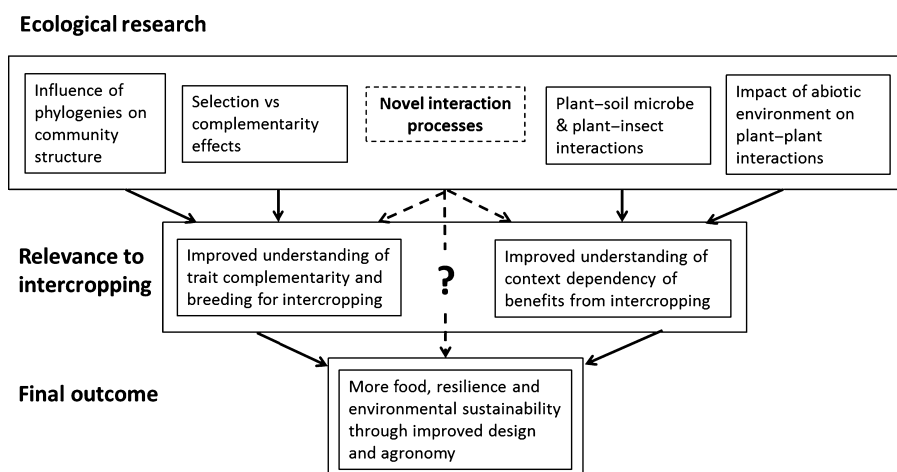 Ecological research
Influence of
phylogenies on
community
structure
Selection vs
complementarity
effects
Novel interaction
processes
Plant–soil microbe
& plant–insect
interactions
Impact of abiotic
environment on
plant–plant
interactions
Relevance to
intercropping
Improved understanding of
trait complementarity and
breeding for intercropping
?
Improved understanding of
context dependency of
benefits from intercropping
Final outcome
More food, resilience and
environmental sustainability
through improved design
and agronomy